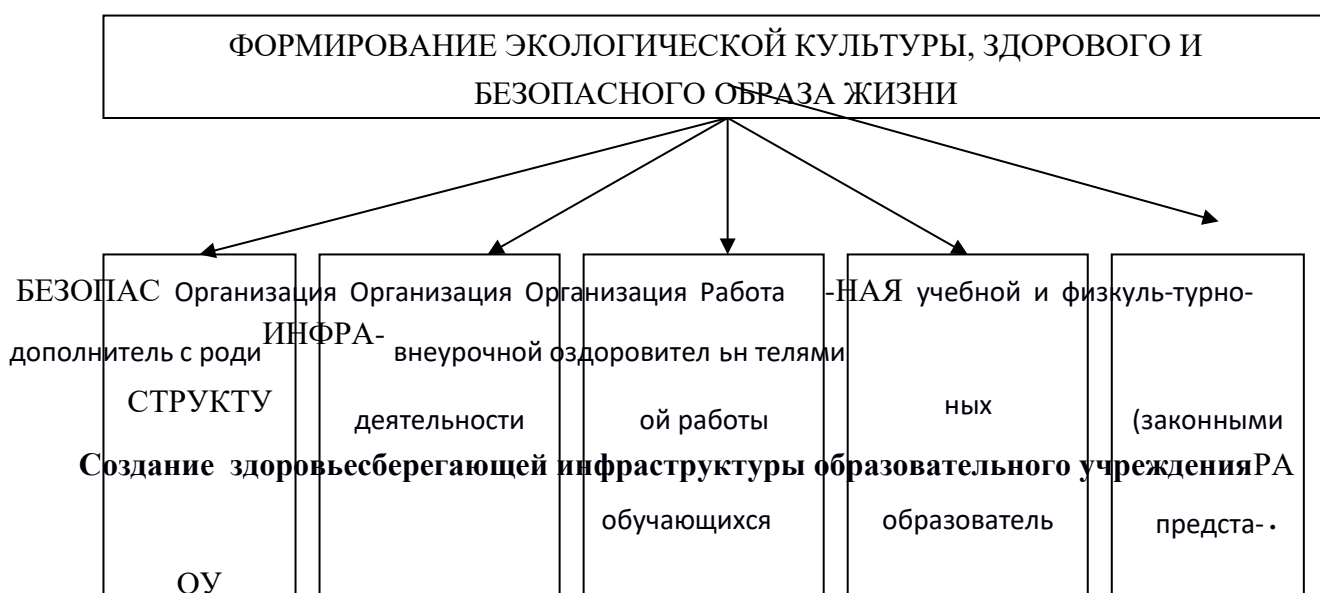 ФОРМИРОВАНИЕ ЭКОЛОГИЧЕСКОЙ КУЛЬТУРЫ, ЗДОРОВОГО И
БЕЗОПАСНОГО ОБРАЗА ЖИЗНИ
БЕЗОПАС Организация Организация Организация Работа -НАЯ учебной и физкуль-турно-
ИНФРА-
дополнитель с роди внеурочной оздоровител ьн телями
СТРУКТУ деятельности ой работы ных (законными
Создание здоровьесберегающей инфраструктуры образовательного учрежденияРА
обучающихся образователь предста- .
ОУ